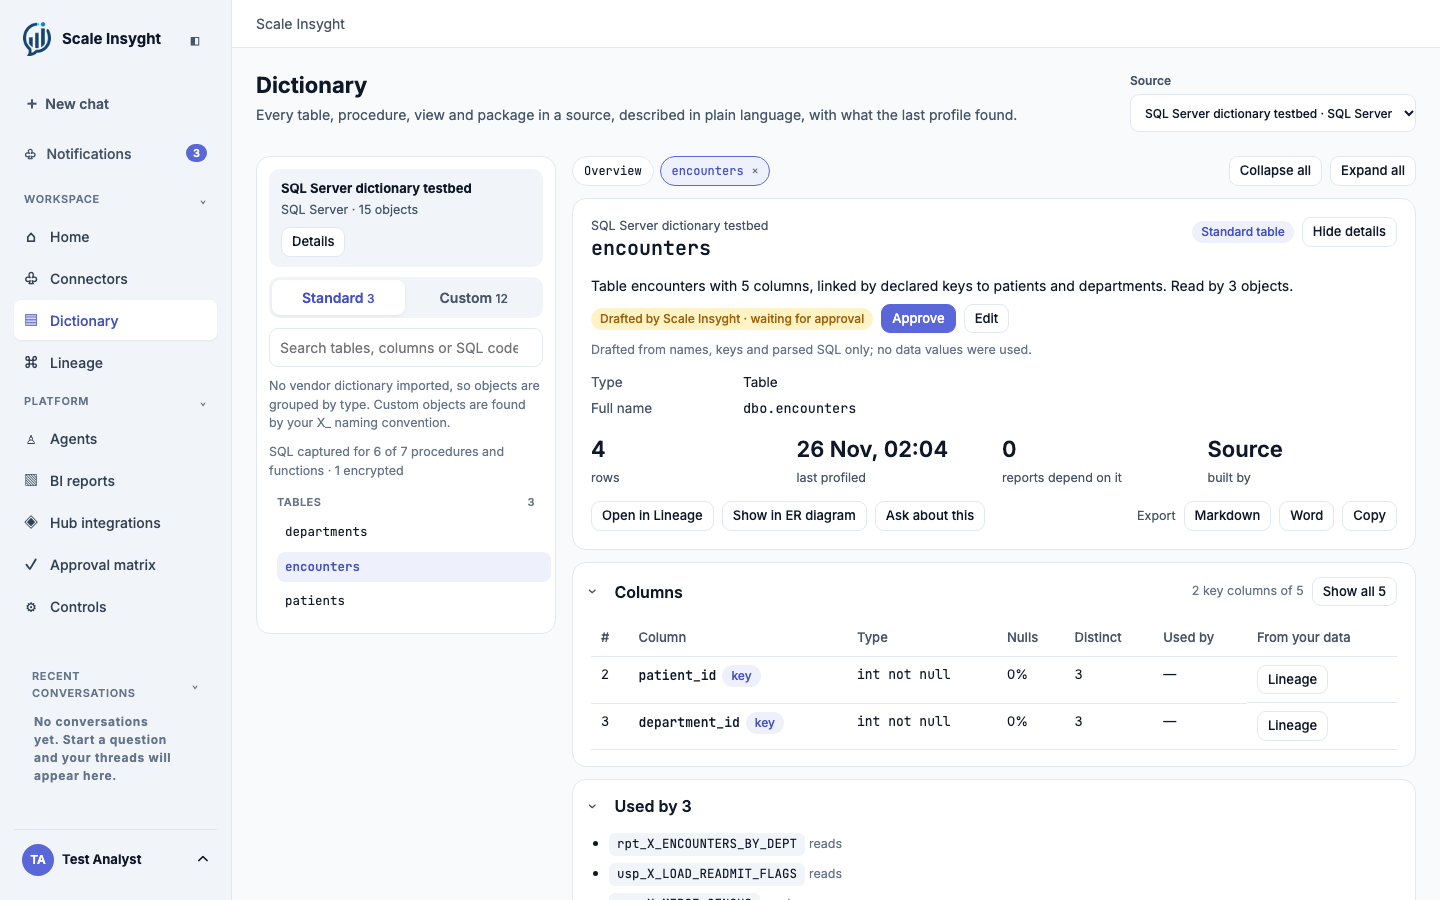 Scale Insyght
+ New chat
Notifications 3
WORKSPACE
Home
Connectors
Dictionary
Lineage
PLATFORM
Agents
BI reports
Hub integrations
Approval matrix
Controls
RECENT
CONVERSATIONS
No conversations
yet. Start a question
and your threads will
appear here.
TA Test Analyst
Scale Insyght
Dictionary
Every table, procedure, view and package in a source, described in plain language, with what the last profile found.
Source
SQL Server dictionary testbed · SQL Server
SQL Server dictionary testbed
SQL Server · 15 objects
Details
Standard 3 Custom 12
Search tables, columns or SQL code
No vendor dictionary imported, so objects are
grouped by type. Custom objects are found
by your X_ naming convention.
SQL captured for 6 of 7 procedures and
functions · 1 encrypted
TABLES 3
departments
encounters
patients
Overview encounters × Collapse all Expand all
SQL Server dictionary testbed
encounters
Standard table Hide details
Table encounters with 5 columns, linked by declared keys to patients and departments. Read by 3 objects.
Drafted by Scale Insyght · waiting for approval Approve Edit
Drafted from names, keys and parsed SQL only; no data values were used.
Type Table
Full name dbo.encounters
4 26 Nov, 02:04 0 Source
rows last profiled reports depend on it built by
Open in Lineage Show in ER diagram Ask about this Export Markdown Word Copy
Columns 2 key columns of 5 Show all 5
# Column Type Nulls Distinct Used by From your data
2 patient_id key int not null 0% 3 — Lineage
3 department_id key int not null 0% 3 — Lineage
Used by 3
• rpt_X_ENCOUNTERS_BY_DEPT reads
• usp_X_LOAD_READMIT_FLAGS reads